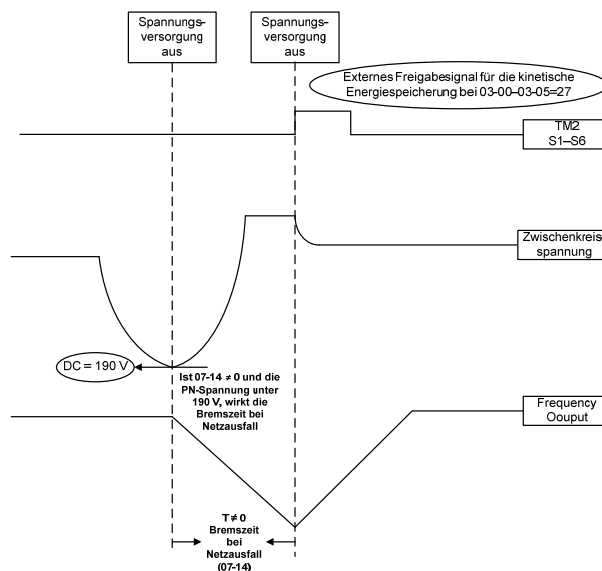 Spannungs-
versorgung
aus
Spannungs-
versorgung
aus
Externes Freigabesignal für die kinetische
Energiespeicherung bei 03-00–03-05=27
TM2
S1–S6
Zwischenkreis
spannung
DC = 190 V
Ist 07-14 ≠ 0 und die
PN-Spannung unter
190 V, wirkt die
Bremszeit bei
Netzausfall
Frequency
Ooutput
T ≠ 0
Bremszeit
bei
Netzausfall
(07-14)